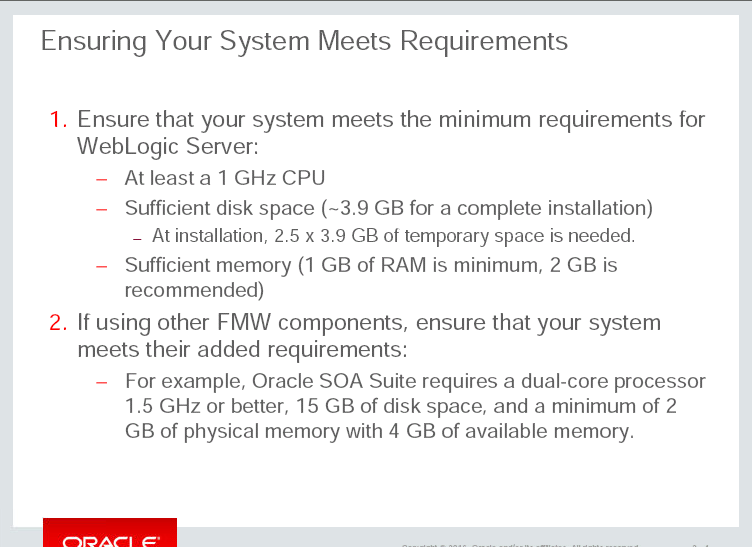 Ensuring Your System Meets Requirements
1. Ensure that your system meets the minimum requirements for
WebLogic Server:
– At least a 1 GHz CPU
– Sufficient disk space (~3.9 GB for a complete installation)
– At installation, 2.5 x 3.9 GB of temporary space is needed.
– Sufficient memory (1 GB of RAM is minimum, 2 GB is
recommended)
2. If using other FMW components, ensure that your system
meets their added requirements:
– For example, Oracle SOA Suite requires a dual-core processor
1.5 GHz or better, 15 GB of disk space, and a minimum of 2
GB of physical memory with 4 GB of available memory.
ORACLE